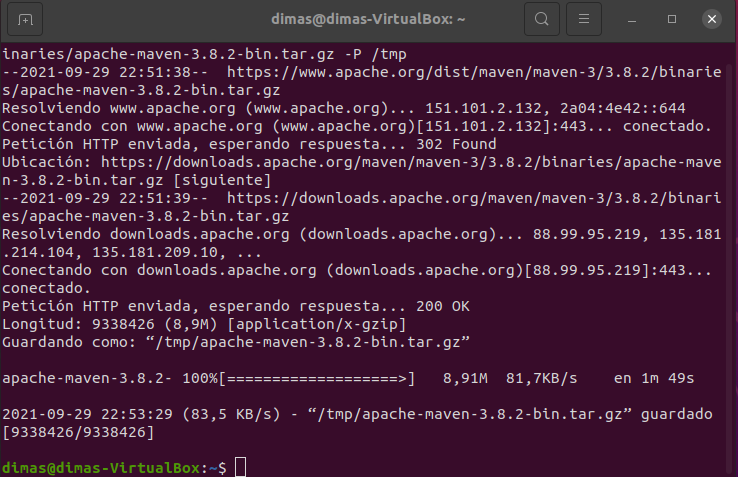 dimas@dimas-VirtualBox: ~
inaries/apache-maven-3.8.2-bin.tar.gz -P /tmp
--2021-09-29 22:51:38--  https://www.apache.org/dist/maven/maven-3/3.8.2/binarie
s/apache-maven-3.8.2-bin.tar.gz
Resolviendo www.apache.org (www.apache.org)... 151.101.2.132, 2a04:4e42::644
Conectando con www.apache.org (www.apache.org)[151.101.2.132]:443... conectado.
Petición HTTP enviada, esperando respuesta... 302 Found
Ubicación: https://downloads.apache.org/maven/maven-3/3.8.2/binaries/apache-mave
n-3.8.2-bin.tar.gz [siguiente]
--2021-09-29 22:51:39--  https://downloads.apache.org/maven/maven-3/3.8.2/binari
es/apache-maven-3.8.2-bin.tar.gz
Resolviendo downloads.apache.org (downloads.apache.org)... 88.99.95.219, 135.181
.214.104, 135.181.209.10, ...
Conectando con downloads.apache.org (downloads.apache.org)[88.99.95.219]:443...
conectado.
Petición HTTP enviada, esperando respuesta... 200 OK
Longitud: 9338426 (8,9M) [application/x-gzip]
Guardando como: “/tmp/apache-maven-3.8.2-bin.tar.gz”
apache-maven-3.8.2- 100%[===================>]   8,91M  81,7KB/s    en 1m 49s
2021-09-29 22:53:29 (83,5 KB/s) - “/tmp/apache-maven-3.8.2-bin.tar.gz” guardado
[9338426/9338426]
dimas@dimas-VirtualBox:~$